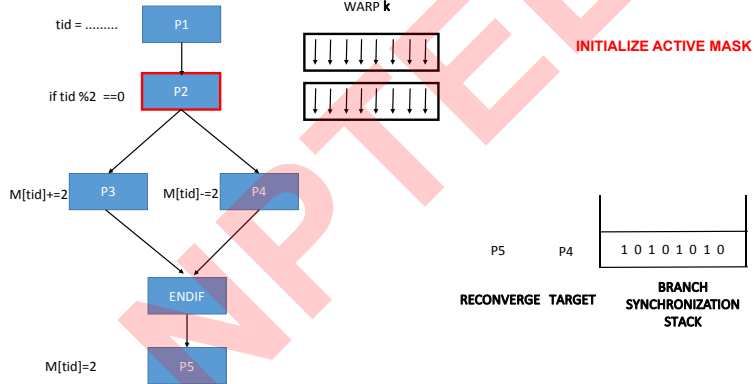 WARP k
tid = .........
P1
INITIALIZE ACTIVE MASK
if tid %2 ==0
P2
M[tid]+=2
P3
M[tid]-=2
P4
P5
P4
1 0 1 0 1 0 1 0
RECONVERGE
TARGET
BRANCH
SYNCHRONIZATION
STACK
ENDIF
M[tid]=2
P5
NPTEL